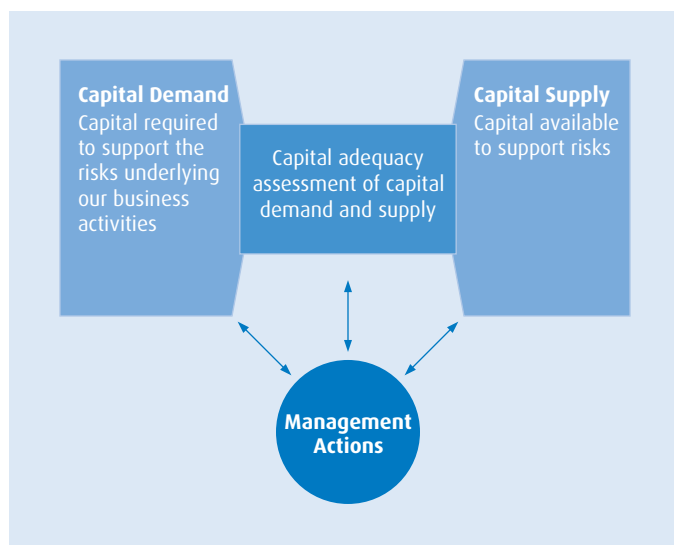 Capital Demand
Capital required
to support the
risks underlying
our business
activities
Capital adequacy
assessment of capital
demand and supply
Capital Supply
Capital available
to support risks
Management
Actions